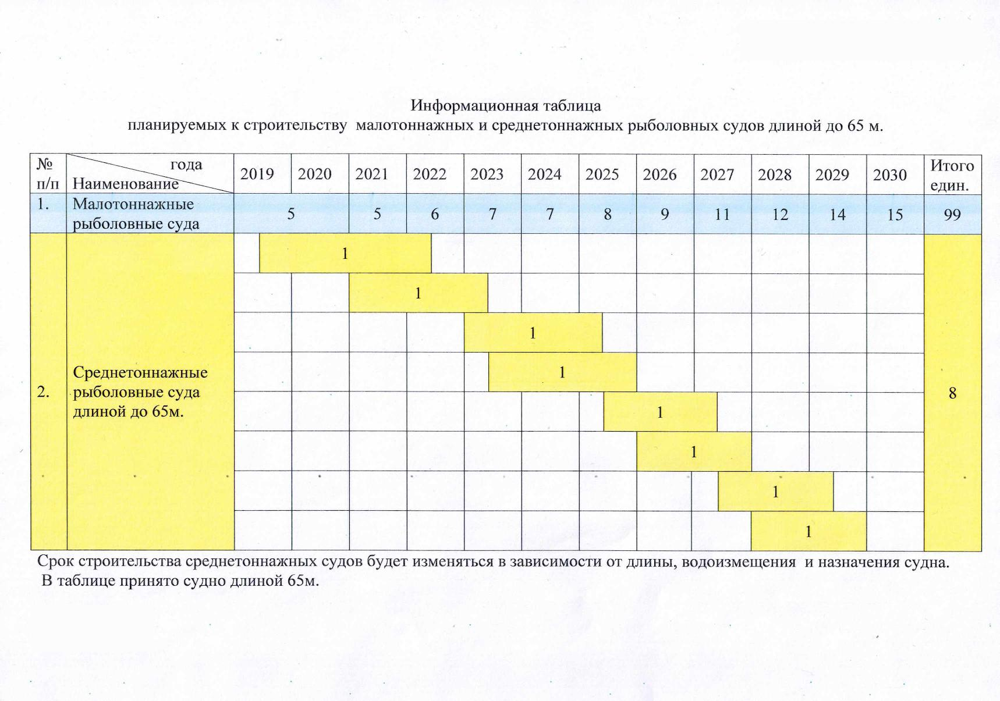 Информационная таблица
планируемых к строительству малотоннажных и среднетоннажных рыболовных судов длиной до 65 м.
№ п/п года Наименование 2019 2020 2021 2022 2023 2024 2025 2026 2027 2028 2029 2030 Итого един.
1. Малотоннажные
рыболовные суда 5 5 6 7 7 8 9 11 12 14 15 99
1
1
1
1
2. Среднетоннажные
рыболовные суда
длиной до 65м. 8
1
1
1
1
Срок строительства среднетоннажных судов будет изменяться в зависимости от длины, водоизмещения и назначения судна.
В таблице принято судно длиной 65м.